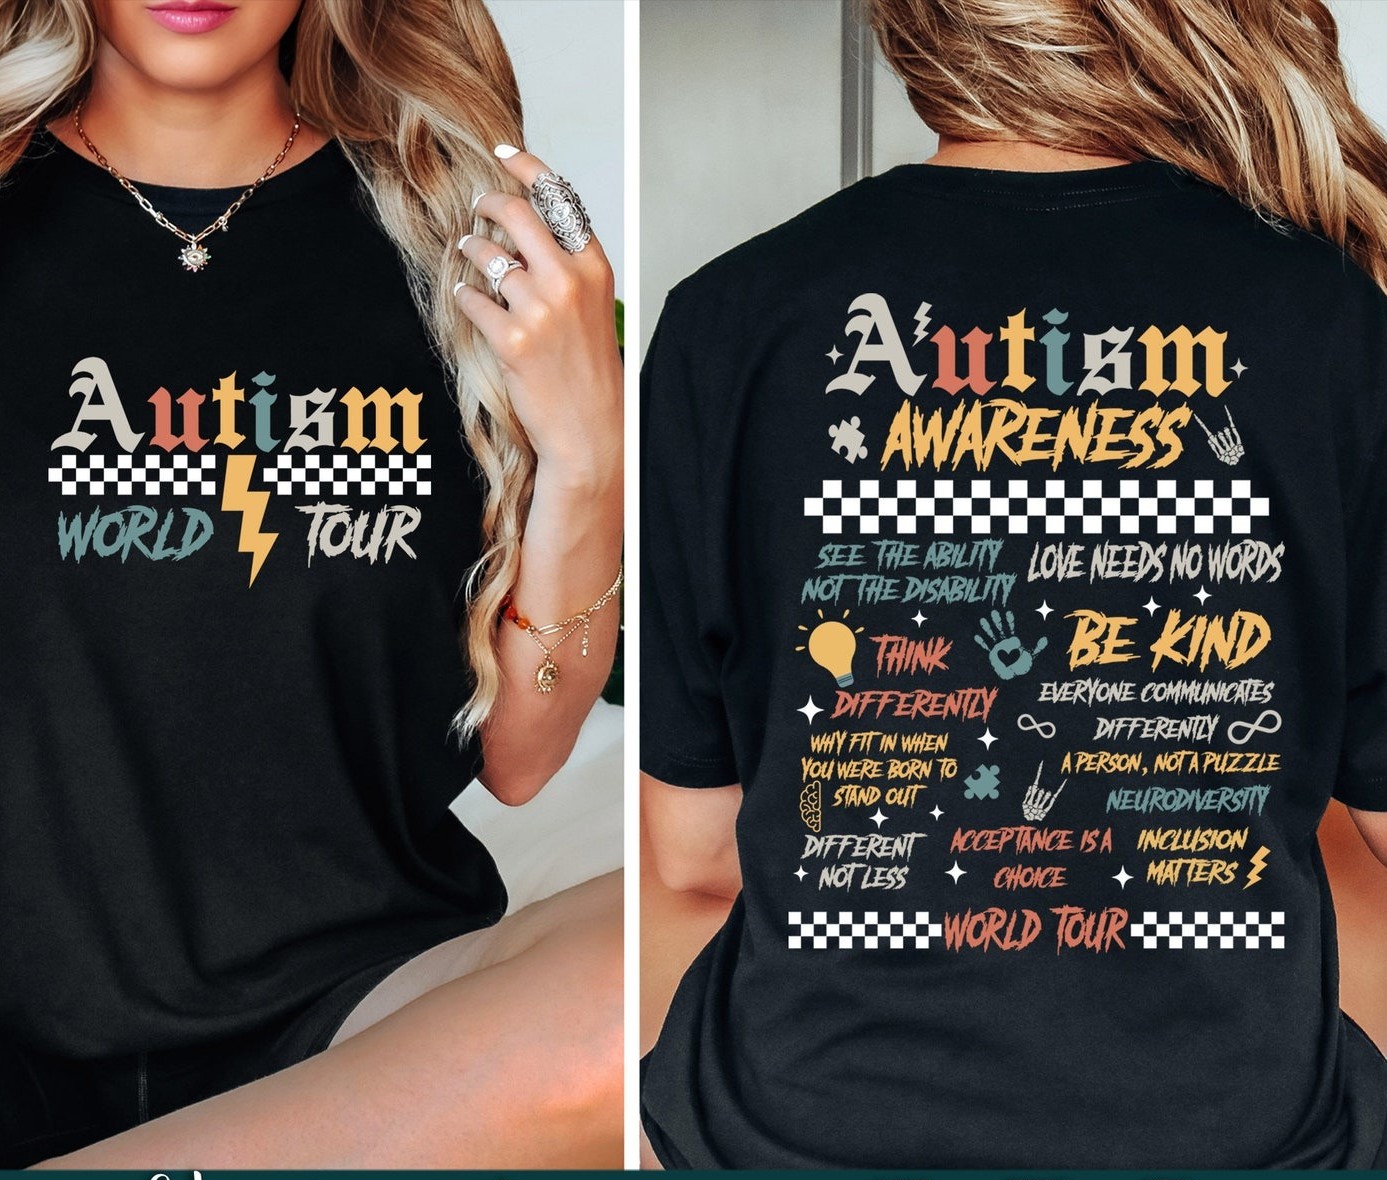 Autism
WORLD TOUR
Autism
AWARENESS
SEE THE ABILITY
NOT THE DISABILITY
LOVE NEEDS NO WORDS
THINK
DIFFERENTLY
BE KIND
EVERYONE COMMUNICATES
DIFFERENTLY
WHY FIT IN WHEN
YOU WERE BORN TO
STAND OUT
A PERSON, NOT A PUZZLE
NEURODIVERSITY
DIFFERENT
NOT LESS
ACCEPTANCE IS A
CHOICE
INCLUSION
MATTERS
WORLD TOUR